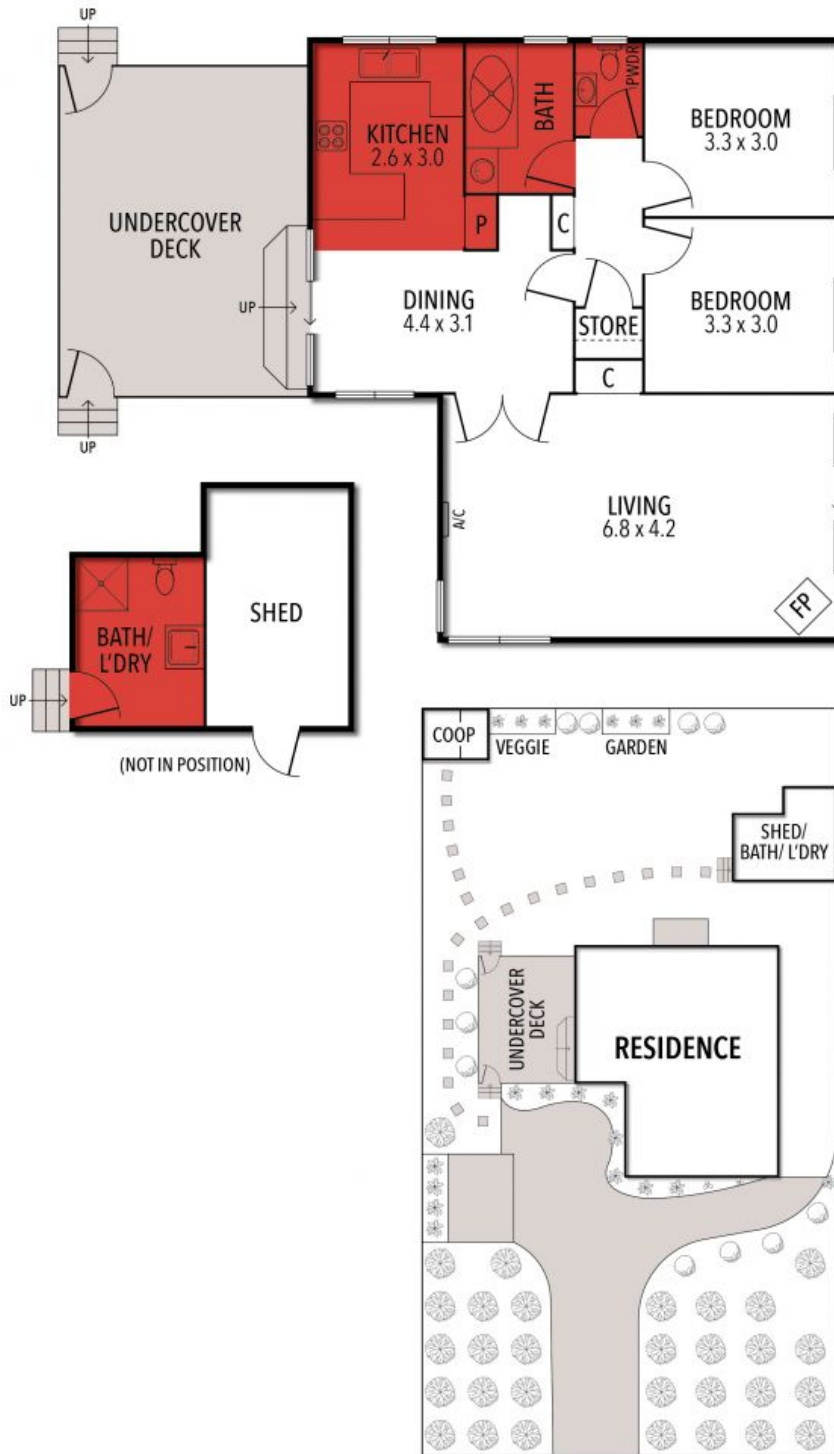 UP
KITCHEN
2.6 x 3.0
BATH
PWDR
BEDROOM
3.3 x 3.0
UNDERCOVER
DECK
P
C
UP
DINING
4.4 x 3.1
STORE
BEDROOM
3.3 x 3.0
C
UP
LIVING
6.8 x 4.2
A/C
FP
SHED
BATH/
L'DRY
UP
(NOT IN POSITION)
COOP
VEGGIE
GARDEN
SHED/
BATH/ L'DRY
UNDERCOVER
DECK
RESIDENCE